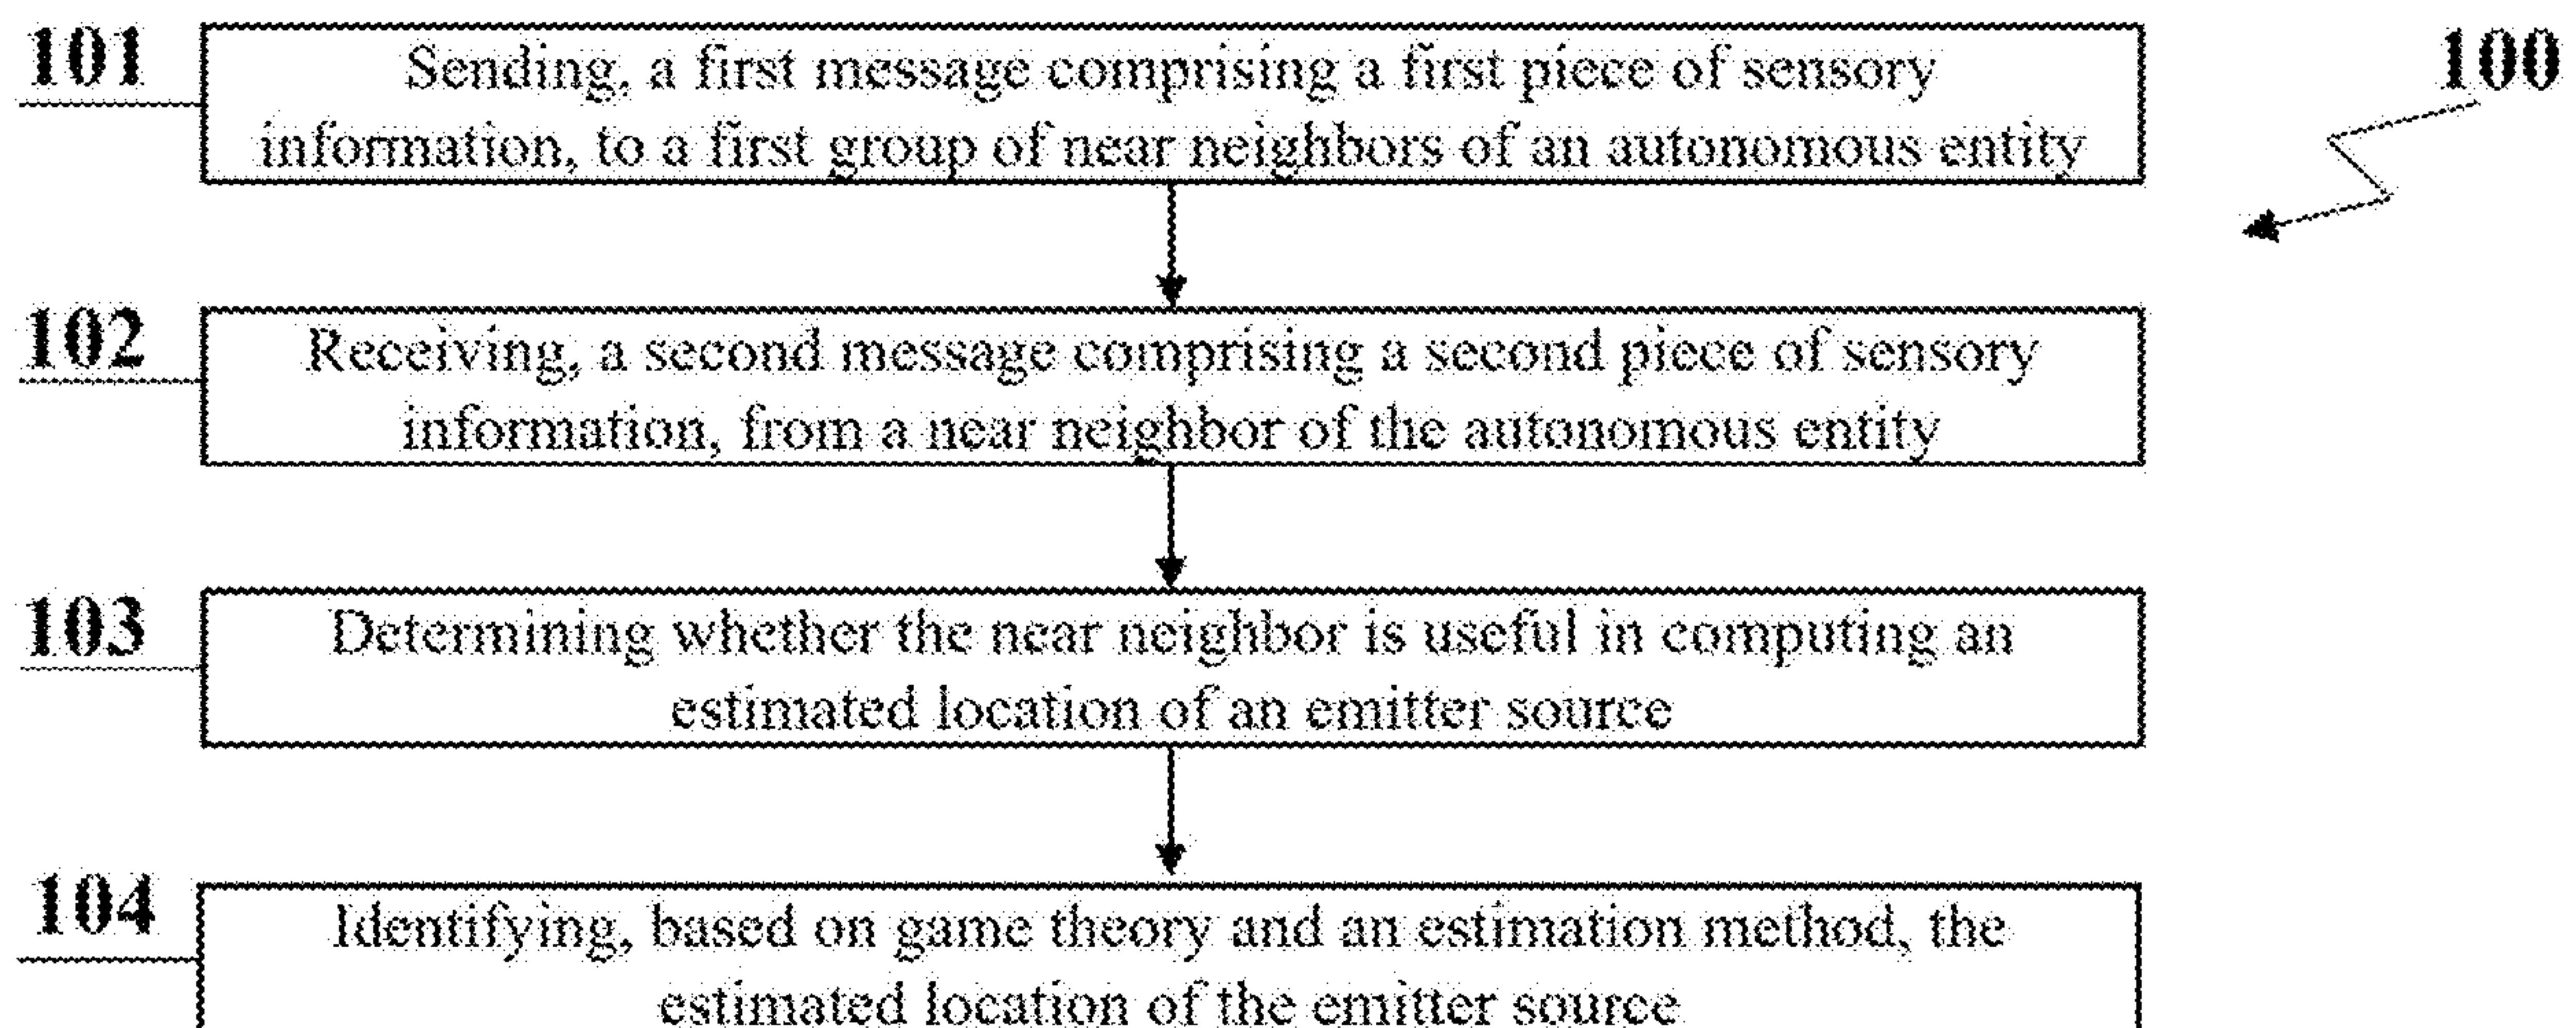 101
Sending, a first message comprising a first piece of sensory
information, to a first group of near neighbors of an autonomous entity
100
102
Receiving, a second message comprising a second piece of sensory
information, from a near neighbor of the autonomous entity
103
Determining whether the near neighbor is useful in computing an
estimated location of an emitter source
104
Identifying, based on game theory and an estimation method, the
estimated location of the emitter source